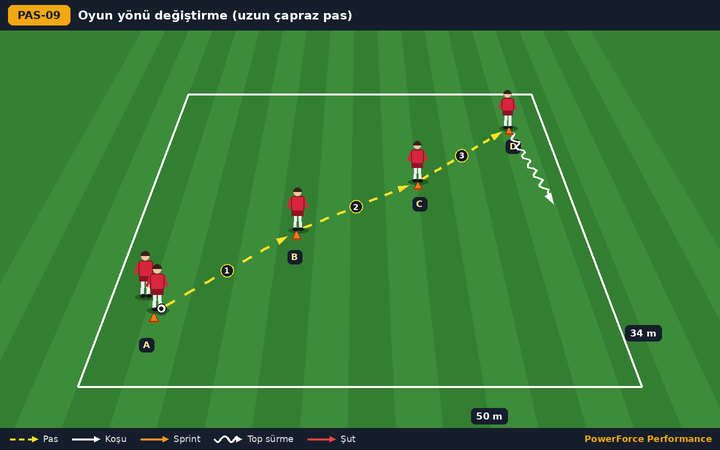 PAS-09 Oyun yönü değiştirme (uzun çapraz pas)
D
3
C
2
B
1
A
34 m
50 m
Pas Koşu Sprint Top sürme Şut PowerForce Performance